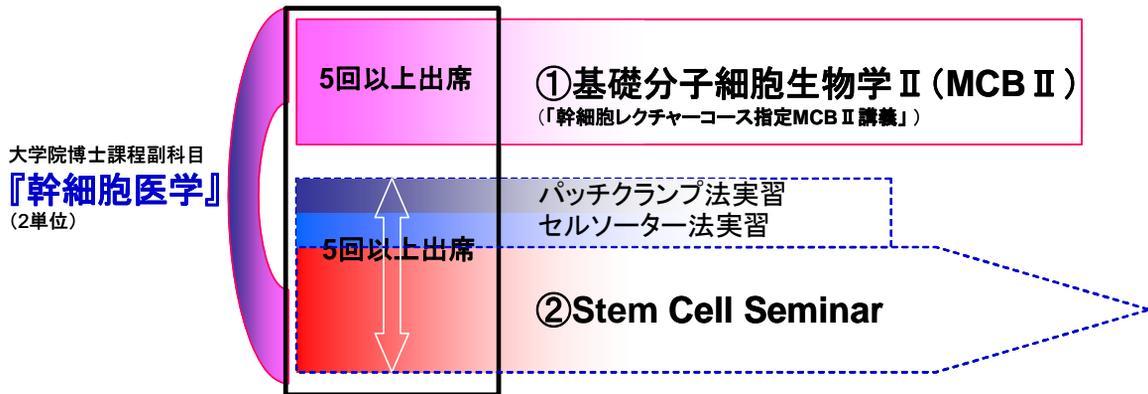 5回以上出席
①基礎分子細胞生物学Ⅱ(MCBⅡ)
(「幹細胞レクチャーコース指定MCBⅡ講義」)
大学院博士課程副科目
『幹細胞医学』
(2単位)
パッチクランプ法実習
セルソーター法実習
5回以上出席
②Stem Cell Seminar